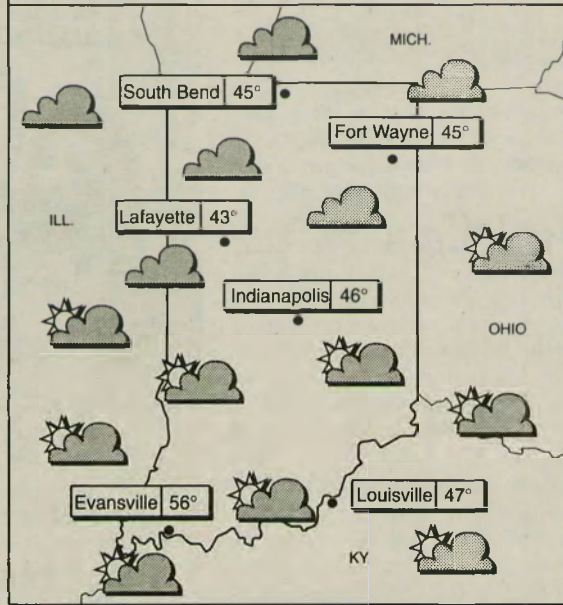 MICH.
South Bend 45°
Fort Wayne 45°
ILL.
Lafayette 43°
Indianapolis 46°
OHIO
Evansville 56°
Louisville 47°
KY